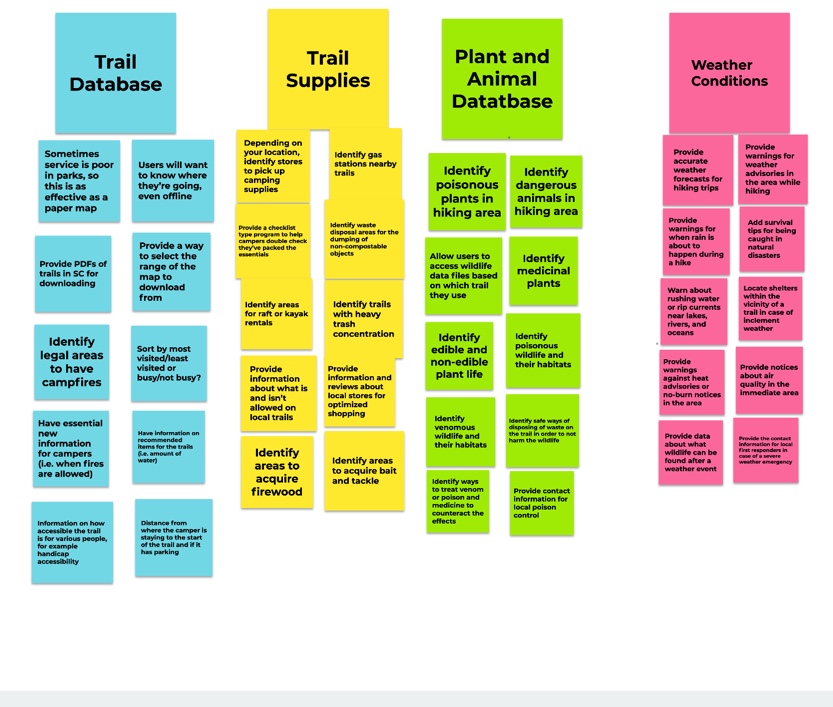 Trail
Database
Sometimes
service is poor
in parks, so
this is as
effective as a
paper map
Users will want
to know where
they're going,
even offline
Provide PDFs of
trails in SC for
downloading
Provide a way
to select the
range of the
map to
download
from
Identify
legal areas
to have
campfires
Sort by most
visited/least
visited or
busy/not busy?
Have essential
new
information
for campers
(i.e. when fires
are allowed)
Have information on
recommended
items for the trails
(i.e. amount of
water)
Information on how
accessible the trail
is for various people,
for example
handicap
accessibility
Distance from
where the camper is
staying to the start
of the trail and if it
has parking
Trail
Supplies
Depending on
your location,
identify stores
to pick up
camping
supplies
Identify gas
stations nearby
trails
Provide a checklist
type program to help
campers double check
they've packed the
essentials
Identify waste
disposal areas for the
dumping of
non-compostable
objects
Identify areas
for raft or kayak
rentals
Identify trails
with heavy
trash
concentration
Provide
information
about what is
and isn't
allowed on
local trails
Provide
information and
reviews about
local stores for
optimized
shopping
Identify
areas to
acquire
firewood
Identify areas
to acquire bait
and tackle
Plant and
Animal
Datatbase
Identify
poisonous
plants in
hiking area
Identify
dangerous
animals in
hiking area
Allow users to
access wildlife
data files based
on which trail
they use
Identify
medicinal
plants
Identify
edible and
non-edible
plant life
Identify
poisonous
wildlife and
their habitats
Identify
venomous
wildlife and
their habitats
Identify safe ways of
disposing of waste on
the trail in order to not
harm the wildlife
Identify ways
to treat venom
or poison and
medicine to
counteract the
effects
Provide contact
information for
local poison
control
Weather
Conditions
Provide
accurate
weather
forecasts for
hiking trips
Provide
warnings for
weather
advisories in
the area while
hiking
Provide
warnings for
when rain is
about to
happen during
a hike
Add survival
tips for being
caught in
natural
disasters
Warn about
rushing water
or rip currents
near lakes,
rivers, and
oceans
Locate shelters
within the
vicinity of a
trail in case of
inclement
weather
Provide
warnings
against heat
advisories or
no-burn notices
in the area
Provide notices
about air
quality in the
immediate area
Provide data
about what
wildlife can be
found after a
weather event
Provide the contact
information for local
first responders in
case of a severe
weather emergency